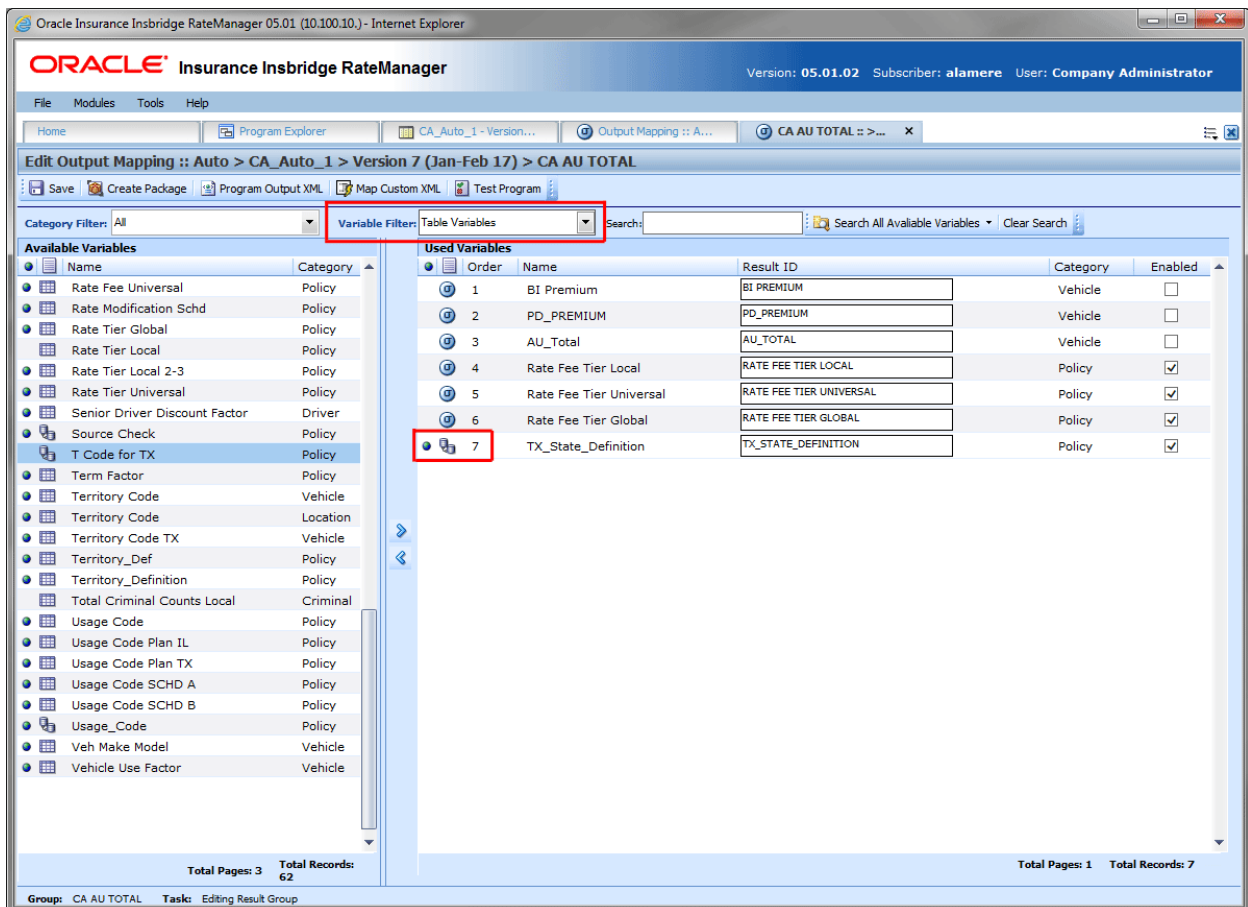 Oracle Insurance Insbridge RateManager 05.01 (10.100.10.) - Internet Explorer
ORACLE® Insurance Insbridge RateManager
Version: 05.01.02 Subscriber: alamere User: Company Administrator
File Modules Tools Help
Home Program Explorer CA_Auto_1 - Version... Output Mapping :: A... CA AU TOTAL :: >... x
Edit Output Mapping :: Auto > CA_Auto_1 > Version 7 (Jan-Feb 17) > CA AU TOTAL
Save Create Package Program Output XML Map Custom XML Test Program
Category Filter: All Variable Filter: Table Variables Search: Search All Avaliable Variables Clear Search
Available Variables
Name Category
Rate Fee Universal Policy
Rate Modification Schd Policy
Rate Tier Global Policy
Rate Tier Local Policy
Rate Tier Local 2-3 Policy
Rate Tier Universal Policy
Senior Driver Discount Factor Driver
Source Check Policy
T Code for TX Policy
Term Factor Policy
Territory Code Vehicle
Territory Code Location
Territory Code TX Vehicle
Territory_Def Policy
Territory_Definition Policy
Total Criminal Counts Local Criminal
Usage Code Policy
Usage Code Plan IL Policy
Usage Code Plan TX Policy
Usage Code SCHD A Policy
Usage Code SCHD B Policy
Usage_Code Policy
Veh Make Model Vehicle
Vehicle Use Factor Vehicle
Total Pages: 3 Total Records: 62
Used Variables
Order Name Result ID Category Enabled
1 BI Premium BI PREMIUM Vehicle
2 PD_PREMIUM PD_PREMIUM Vehicle
3 AU_Total AU_TOTAL Vehicle
4 Rate Fee Tier Local RATE FEE TIER LOCAL Policy
5 Rate Fee Tier Universal RATE FEE TIER UNIVERSAL Policy
6 Rate Fee Tier Global RATE FEE TIER GLOBAL Policy
7 TX_State_Definition TX_STATE_DEFINITION Policy
Total Pages: 1 Total Records: 7
Group: CA AU TOTAL Task: Editing Result Group